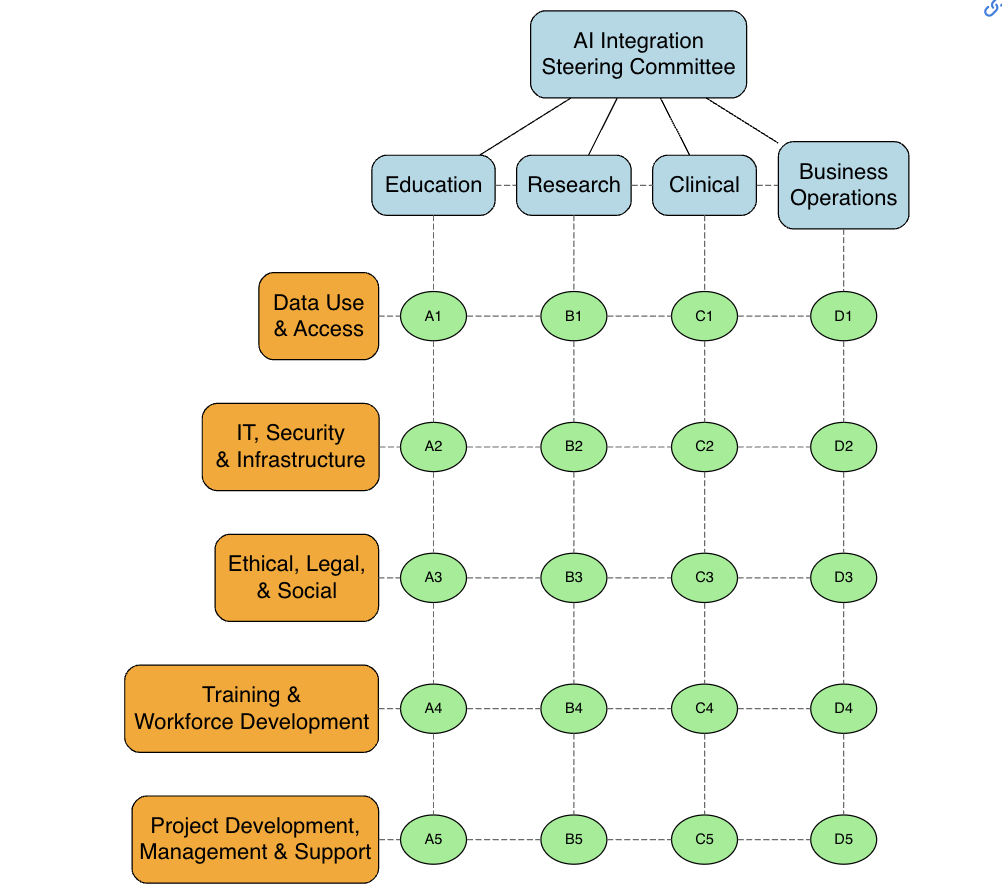 AI Integration
Steering Committee
Education
Research
Clinical
Business
Operations
Data Use
& Access
A1
B1
C1
D1
IT, Security
& Infrastructure
A2
B2
C2
D2
Ethical, Legal,
& Social
A3
B3
C3
D3
Training &
Workforce Development
A4
B4
C4
D4
Project Development,
Management & Support
A5
B5
C5
D5